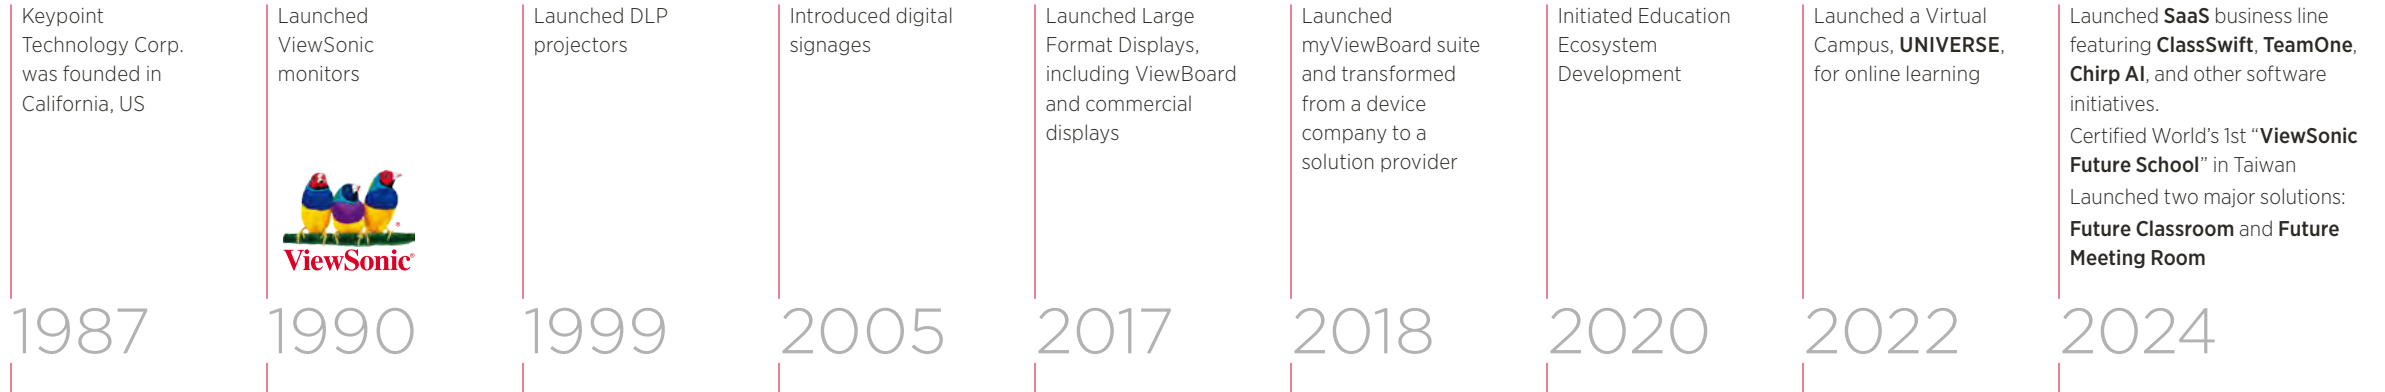 Keypoint
Technology Corp.
was founded in
California, US
1987
Launched
ViewSonic
monitors
ViewSonic®
1990
Launched DLP
projectors
1999
Introduced digital
signages
2005
Launched Large
Format Displays,
including ViewBoard
and commercial
displays
2017
Launched
myViewBoard suite
and transformed
from a device
company to a
solution provider
2018
Initiated Education
Ecosystem
Development
2020
Launched a Virtual
Campus, UNIVERSE,
for online learning
2022
Launched SaaS business line
featuring ClassSwift, TeamOne,
Chirp AI, and other software
initiatives.
Certified World’s 1st “ViewSonic
Future School” in Taiwan
Launched two major solutions:
Future Classroom and Future
Meeting Room
2024